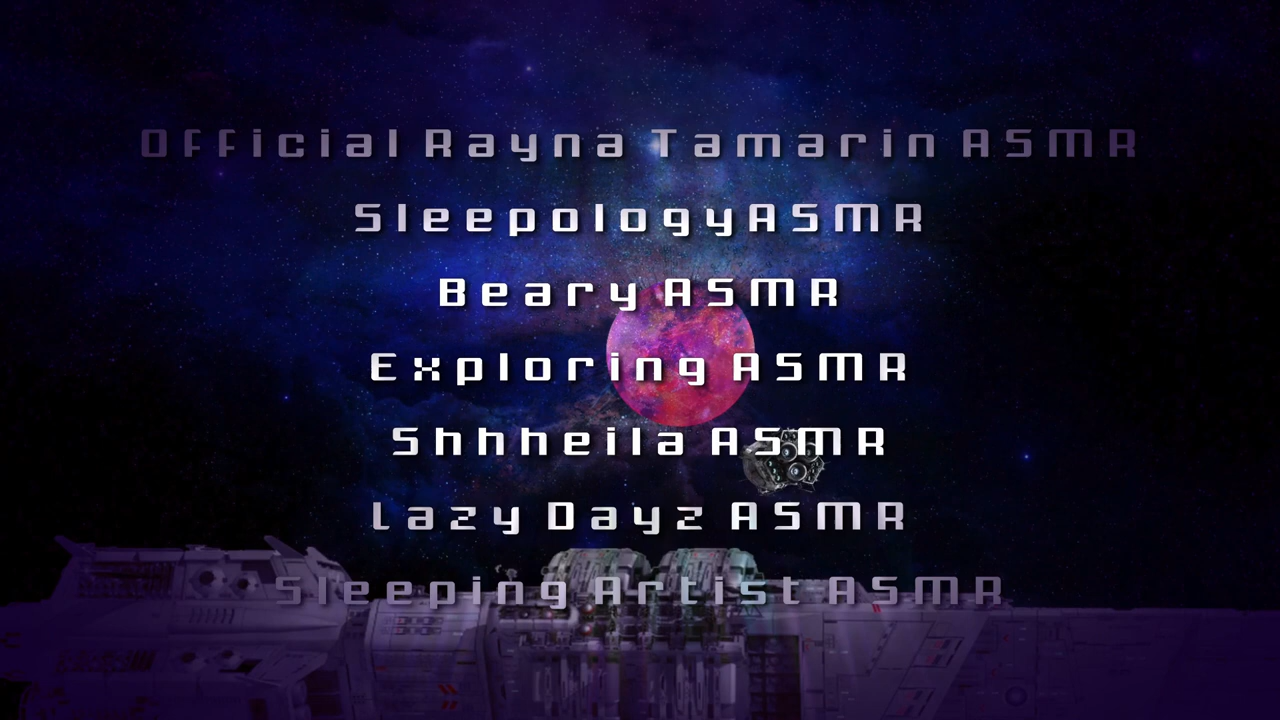 Official Rayna Tamarin ASMR
SleepologyASMR
Beary ASMR
Exploring ASMR
Shhheila ASMR
Lazy Dayz ASMR
Sleeping Artist ASMR